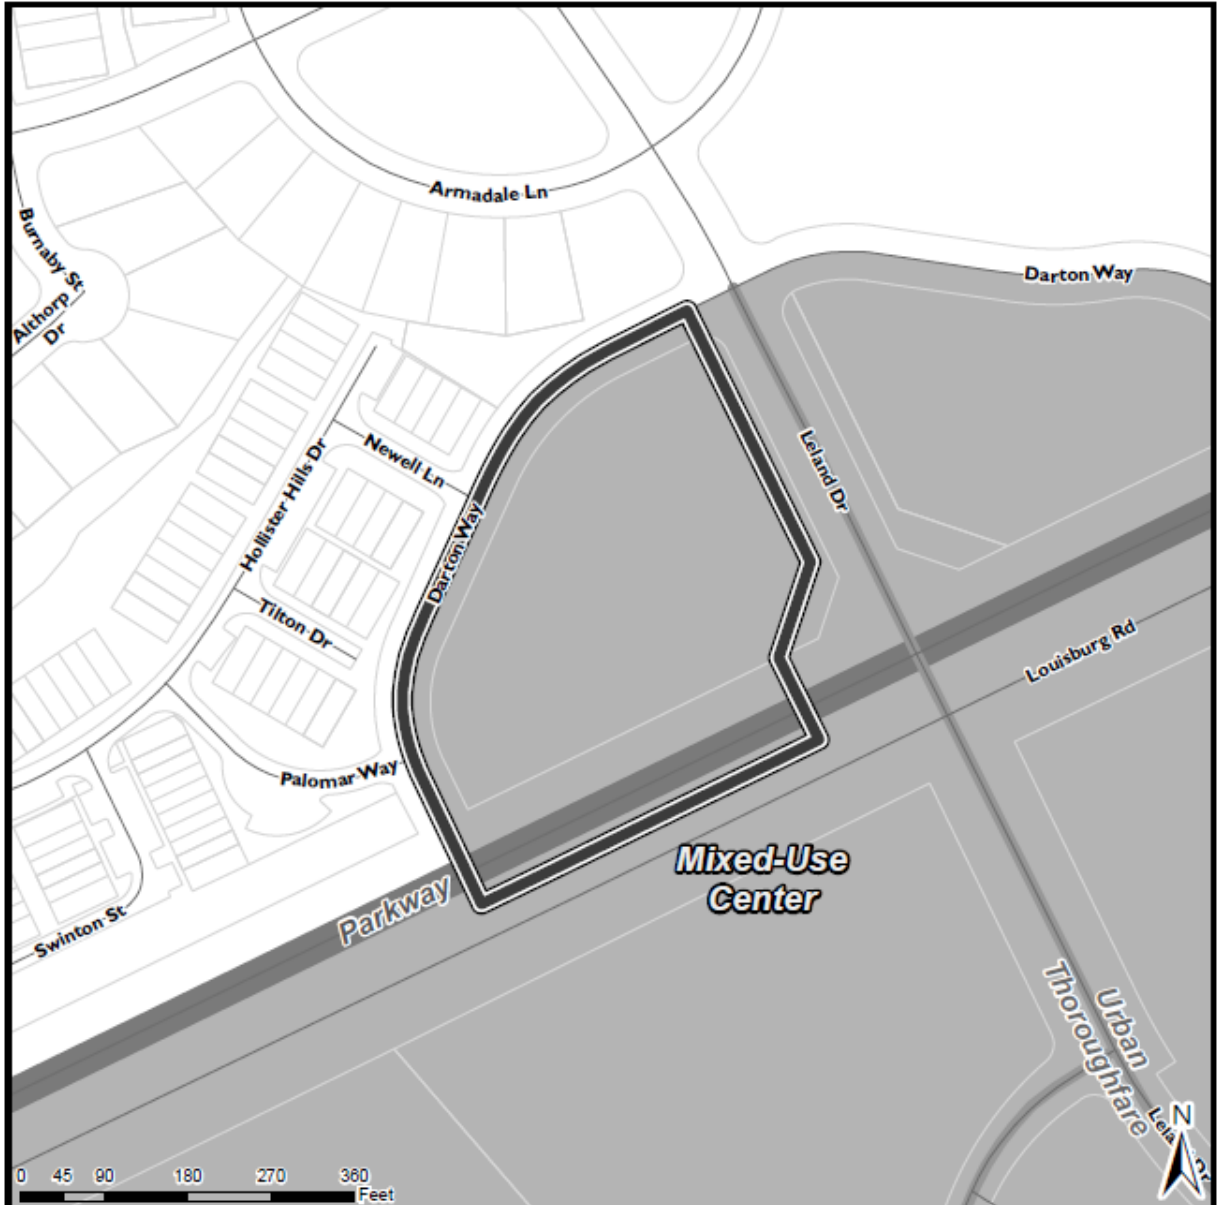 Armadale Ln
Burnaby St
Althorp
Dr
Darton Way
Leland Dr
Newell Ln
Hollister Hills Dr
Darton Way
Tilton Dr
Louisburg Rd
Palomar Way
Mixed-Use
Center
Parkway
Swinton St
Urban
Thoroughfare
Leland Dr
N
0 45 90 180 270 360
Feet